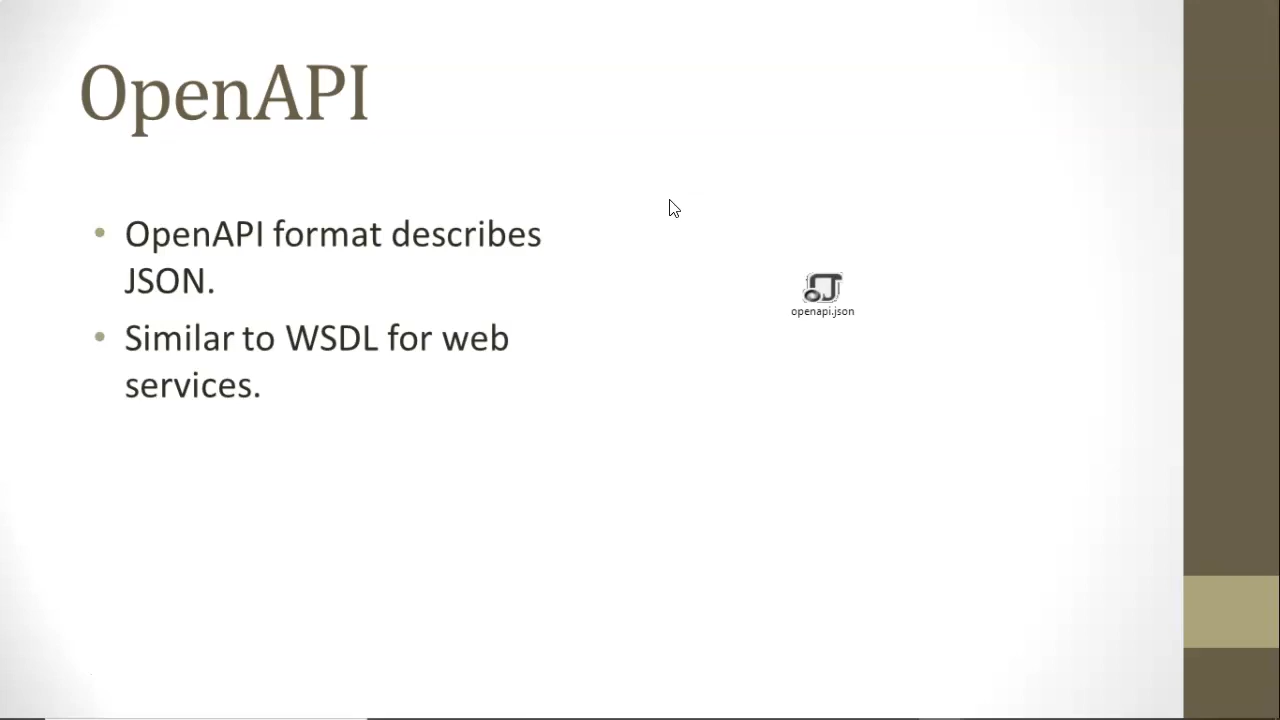 OpenAPI
• OpenAPI format describes
JSON.
• Similar to WSDL for web
services.
openapi.json